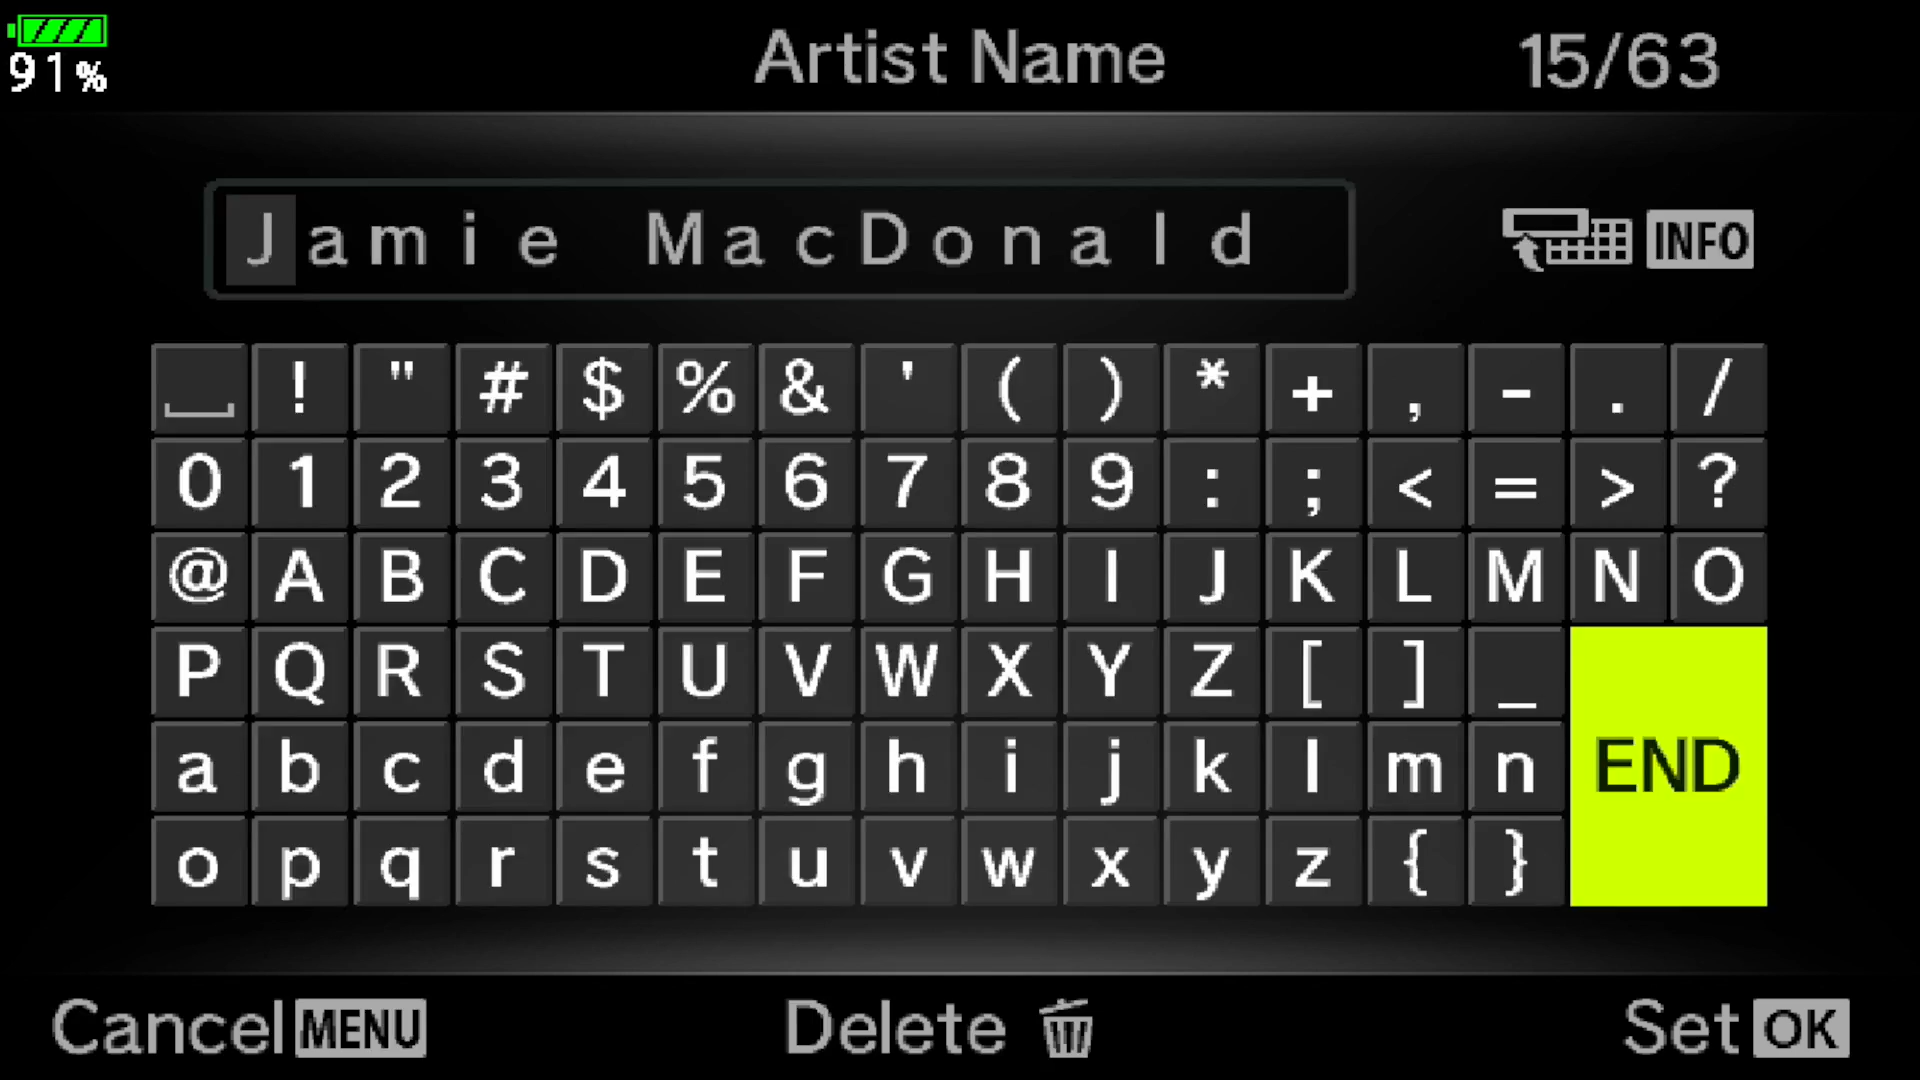 91%
Artist Name
15/63
Jamie MacDonald
INFO
! " # $ % & ' ( ) * + , - . /
0 1 2 3 4 5 6 7 8 9 : ; < = > ?
@ A B C D E F G H I J K L M N O
P Q R S T U V W X Y Z [ ] _
a b c d e f g h i j k l m n
END
o p q r s t u v w x y z { }
Cancel MENU
Delete
Set OK